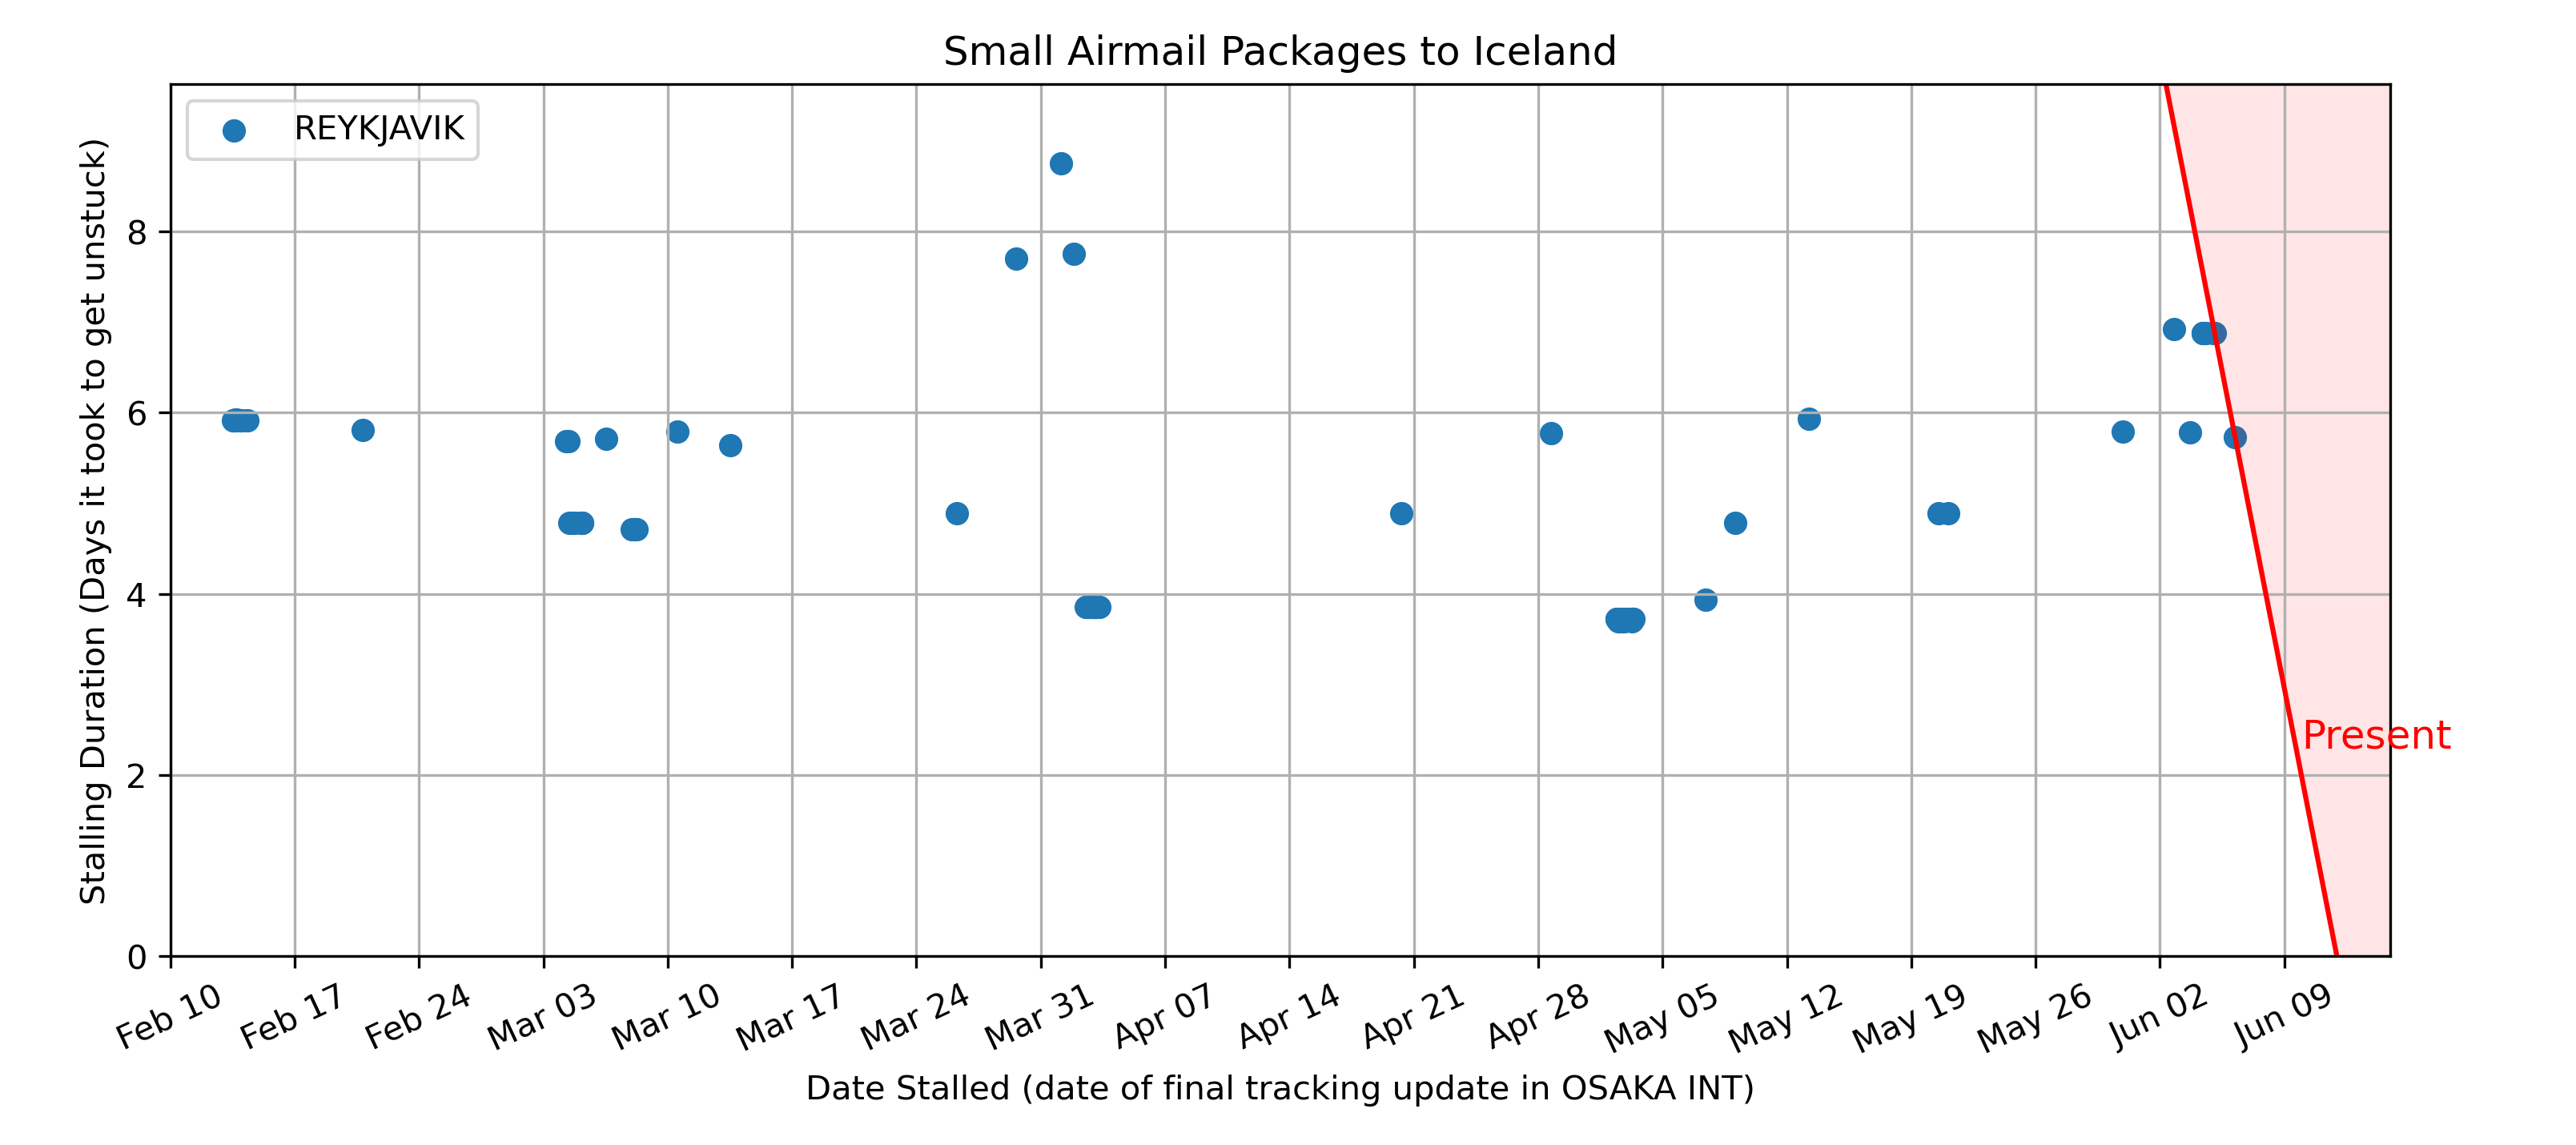 Small Airmail Packages to Iceland
REYKJAVIK
Stalling Duration (Days it took to get unstuck)
8
6
4
2
0
Present
Feb 10
Feb 17
Feb 24
Mar 03
Mar 10
Mar 17
Mar 24
Mar 31
Apr 07
Apr 14
Apr 21
Apr 28
May 05
May 12
May 19
May 26
Jun 02
Jun 09
Date Stalled (date of final tracking update in OSAKA INT)